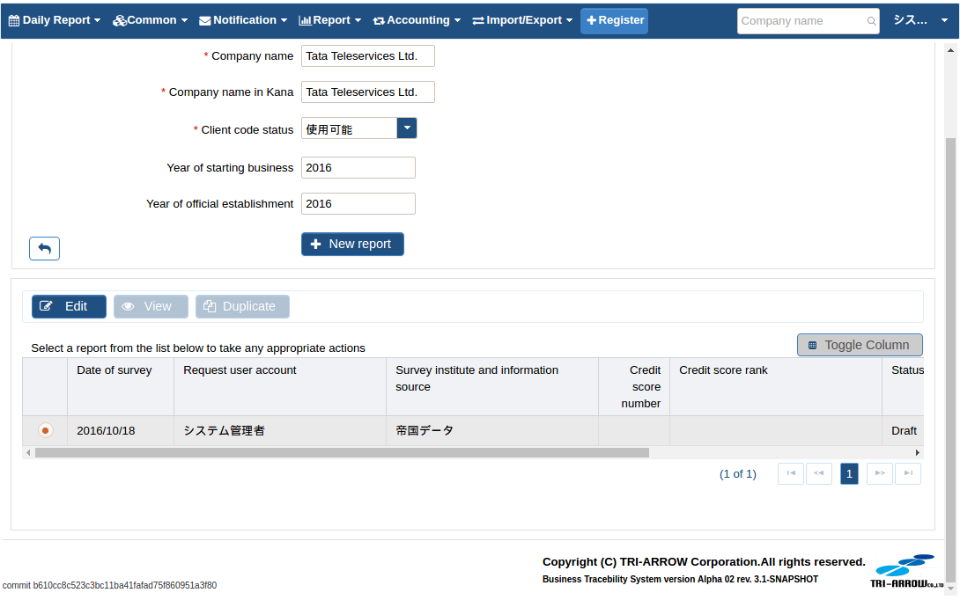 Daily Report Common Notification Report Accounting Import/Export Register Company name シス...
* Company name Tata Teleservices Ltd.
* Company name in Kana Tata Teleservices Ltd.
* Client code status 使用可能
Year of starting business 2016
Year of official establishment 2016
New report
Edit View Duplicate
Toggle Column
Select a report from the list below to take any appropriate actions
Date of survey Request user account Survey institute and information source Credit score number Credit score rank Status
2016/10/18 システム管理者 帝国データ Draft
(1 of 1) 1
Copyright (C) TRI-ARROW Corporation.All rights reserved.
Business Tracebility System version Alpha 02 rev. 3.1-SNAPSHOT
TRI-ARROW Co.,LTD
commit b610cc8c523c3bc11ba41fafad75f860951a3f80